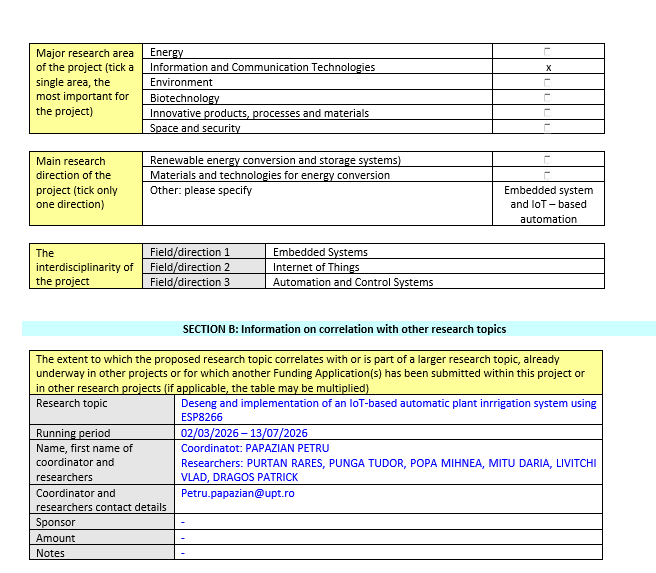 Major research area
of the project (tick a
single area, the
most important for
the project)
Energy
Information and Communication Technologies
x
Environment
Biotechnology
Innovative products, processes and materials
Space and security
Main research
direction of the
project (tick only
one direction)
Renewable energy conversion and storage systems)
Materials and technologies for energy conversion
Other: please specify
Embedded system
and IoT – based
automation
The
interdisciplinarity of
the project
Field/direction 1
Embedded Systems
Field/direction 2
Internet of Things
Field/direction 3
Automation and Control Systems
SECTION B: Information on correlation with other research topics
The extent to which the proposed research topic correlates with or is part of a larger research topic, already
underway in other projects or for which another Funding Application(s) has been submitted within this project or
in other research projects (if applicable, the table may be multiplied)
Research topic
Deseng and implementation of an IoT-based automatic plant inrrigation system using
ESP8266
Running period
02/03/2026 – 13/07/2026
Name, first name of
coordinator and
researchers
Coordinatot: PAPAZIAN PETRU
Researchers: PURTAN RARES, PUNGA TUDOR, POPA MIHNEA, MITU DARIA, LIVITCHI
VLAD, DRAGOS PATRICK
Coordinator and
researchers contact details
Petru.papazian@upt.ro
Sponsor
-
Amount
-
Notes
-